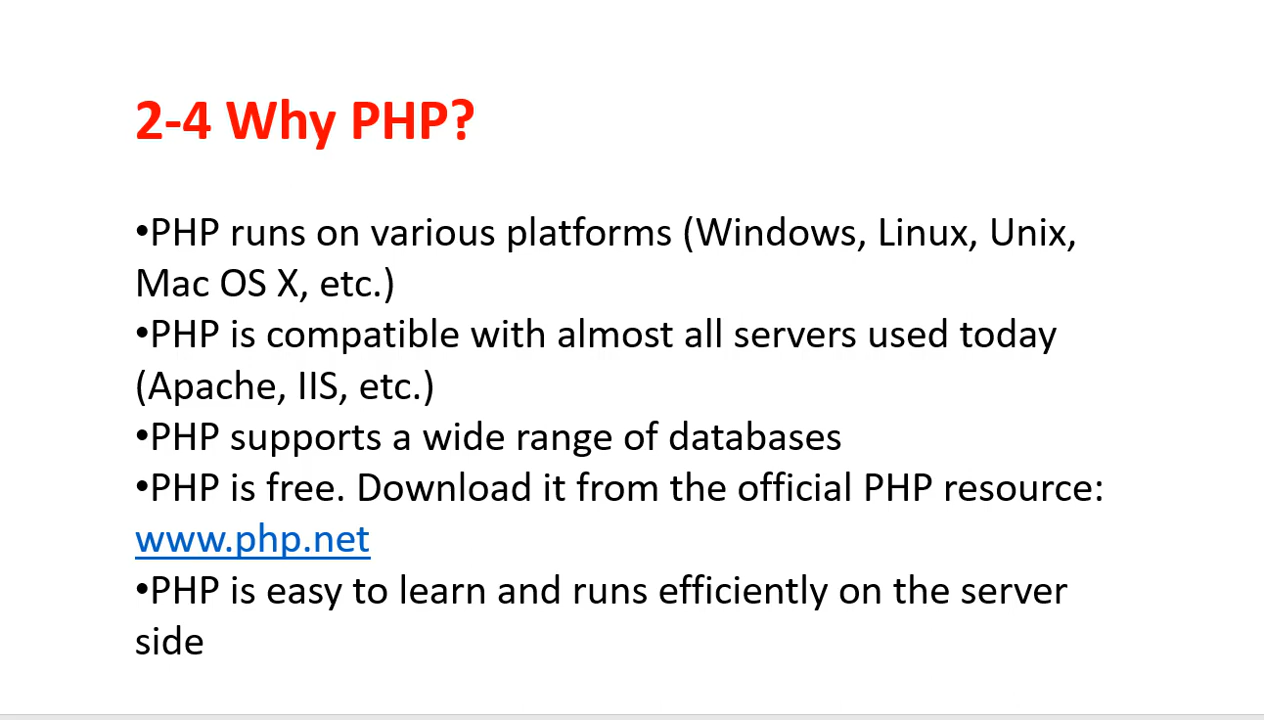 2-4 Why PHP?
•PHP runs on various platforms (Windows, Linux, Unix,
Mac OS X, etc.)
•PHP is compatible with almost all servers used today
(Apache, IIS, etc.)
•PHP supports a wide range of databases
•PHP is free. Download it from the official PHP resource:
www.php.net
•PHP is easy to learn and runs efficiently on the server
side